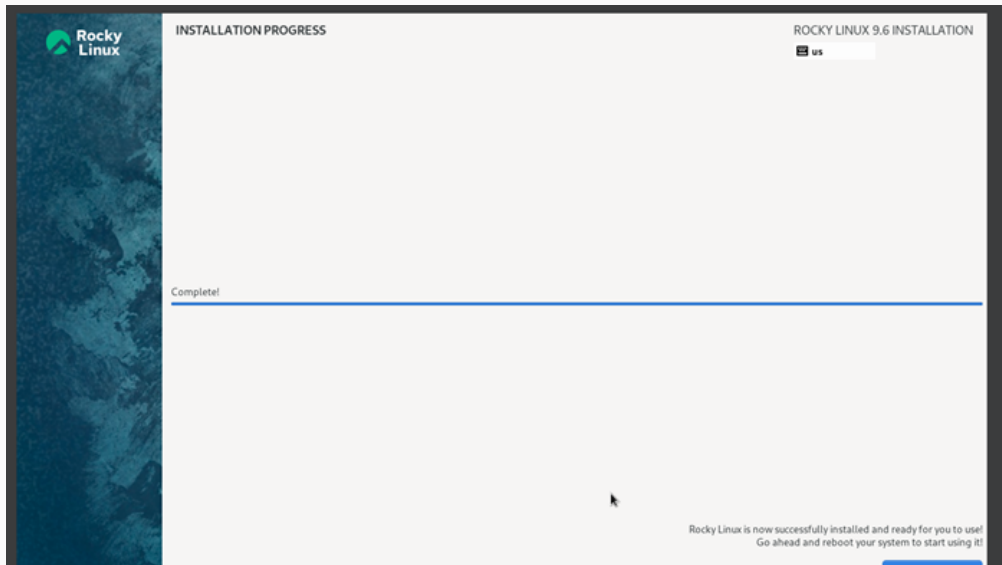 Rocky
Linux
INSTALLATION PROGRESS
ROCKY LINUX 9.6 INSTALLATION
us
Complete!
Rocky Linux is now successfully installed and ready for you to use!
Go ahead and reboot your system to start using it!